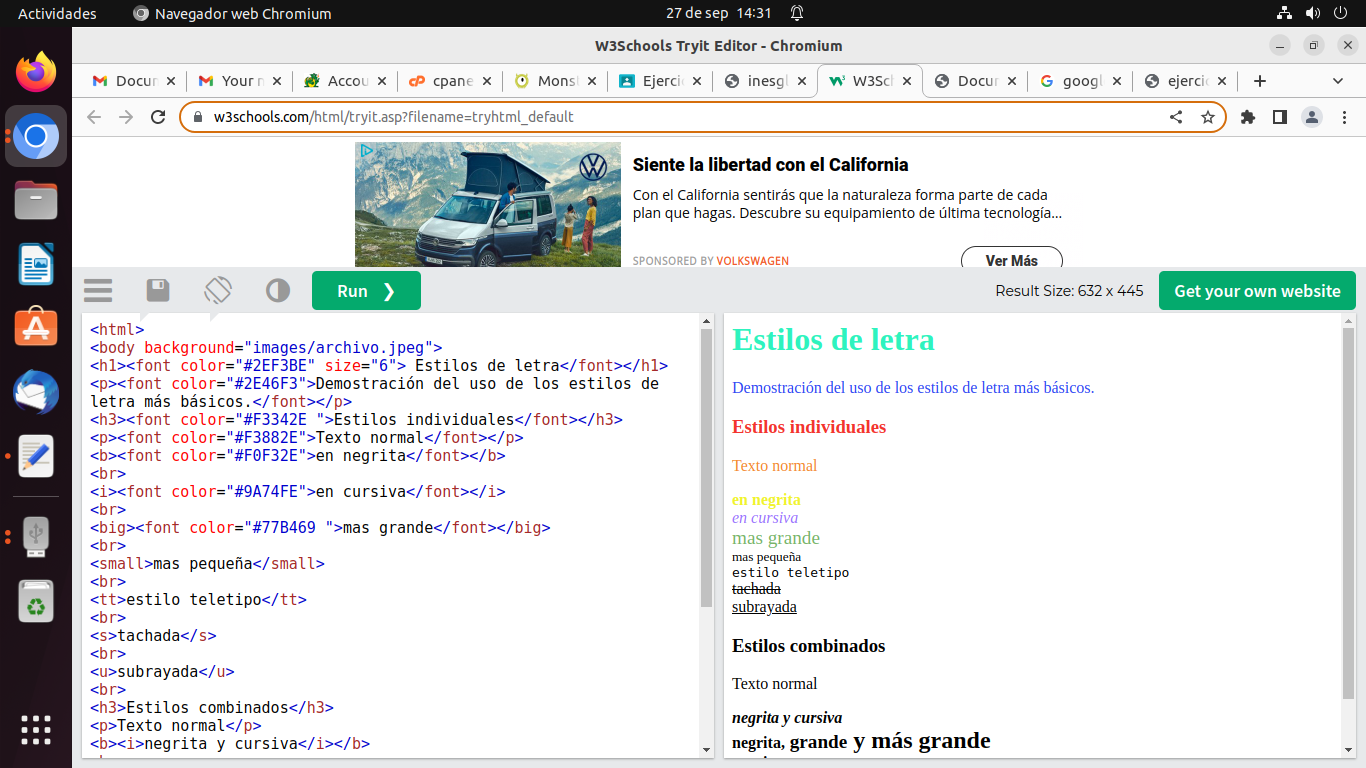 Actividades
Navegador web Chromium
27 de sep 14:31
W3Schools Tryit Editor - Chromium
Docum
Your n
Accou
cpane
Monst
Ejercic
inesgl
W3Sch
Docur
googl
ejercic
w3schools.com/html/tryit.asp?filename=tryhtml_default
Siente la libertad con el California
Con el California sentirás que la naturaleza forma parte de cada
plan que hagas. Descubre su equipamiento de última tecnología...
SPONSORED BY VOLKSWAGEN
Ver Más
Run ❯
Result Size: 632 x 445
Get your own website
<html>
<body background="images/archivo.jpeg">
<h1><font color="#2EF3BE" size="6"> Estilos de letra</font></h1>
<p><font color="#2E46F3">Demostración del uso de los estilos de
letra más básicos.</font></p>
<h3><font color="#F3342E ">Estilos individuales</font></h3>
<p><font color="#F3882E">Texto normal</font></p>
<b><font color="#F0F32E">en negrita</font></b>
<br>
<i><font color="#9A74FE">en cursiva</font></i>
<br>
<big><font color="#77B469 ">mas grande</font></big>
<br>
<small>mas pequeña</small>
<br>
<tt>estilo teletipo</tt>
<br>
<s>tachada</s>
<br>
<u>subrayada</u>
<br>
<h3>Estilos combinados</h3>
<p>Texto normal</p>
<b><i>negrita y cursiva</i></b>
Estilos de letra
Demostración del uso de los estilos de letra más básicos.
Estilos individuales
Texto normal
en negrita
en cursiva
mas grande
mas pequeña
estilo teletipo
tachada
subrayada
Estilos combinados
Texto normal
negrita y cursiva
negrita, grande y más grande